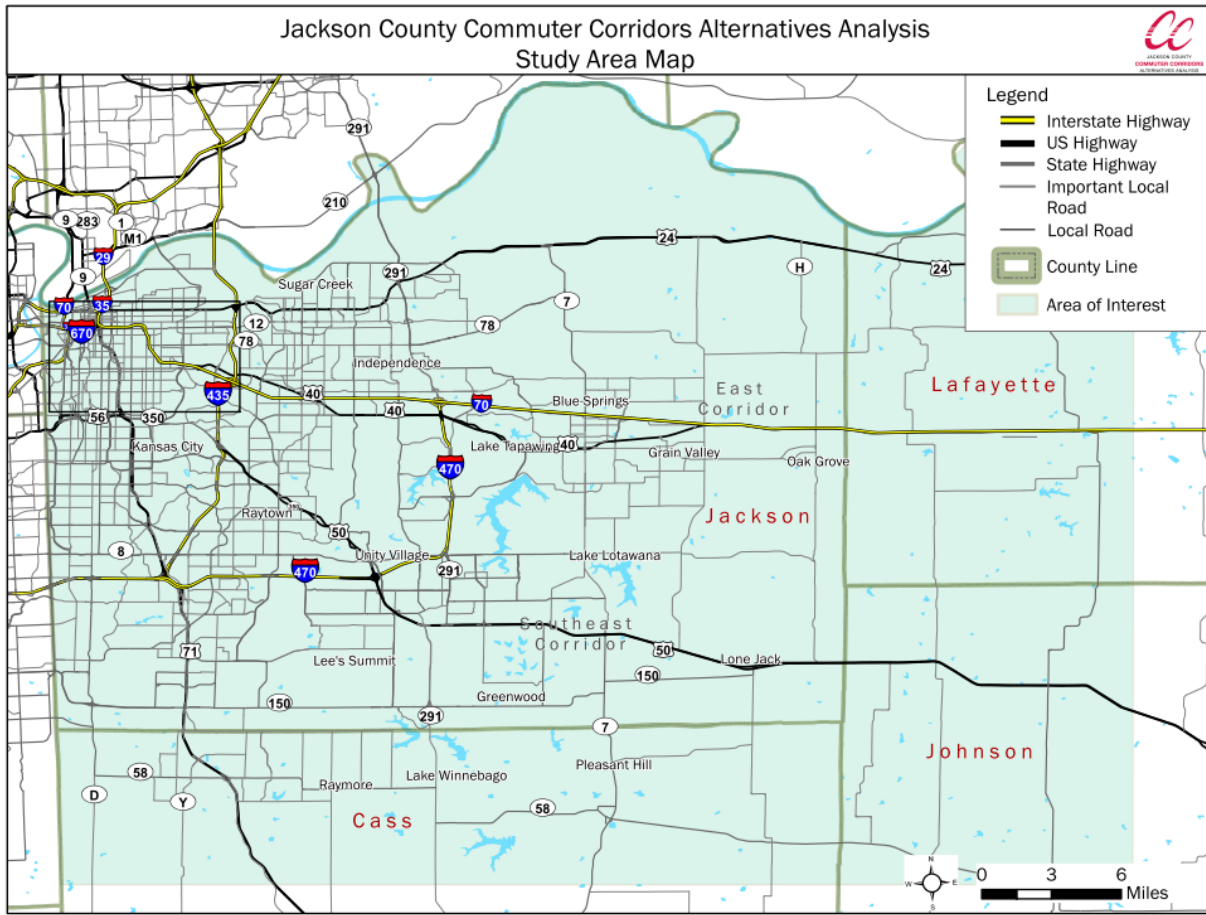 Jackson County Commuter Corridors Alternatives Analysis
Study Area Map
CC
JACKSON COUNTY
COMMUTER CORRIDORS
ALTERNATIVES ANALYSIS
Legend
Interstate Highway
US Highway
State Highway
Important Local
Road
Local Road
County Line
Area of Interest
291
210
9
283
1
M1
29
9
24
H
24
291
Sugar Creek
7
70
35
670
12
78
78
Independence
435
40
40
70
Blue Springs
East
Corridor
Lafayette
56
350
Kansas City
Lake Tapawingo
40
Grain Valley
Oak Grove
470
Raytown
350
50
Jackson
8
Unity Village
Lake Lotawana
470
291
Southeast
Corridor
71
Lee's Summit
50
Lone Jack
150
Greenwood
150
291
7
Johnson
58
Raymore
Lake Winnebago
Pleasant Hill
D
Y
Cass
58
N
W
E
S
0
3
6
Miles